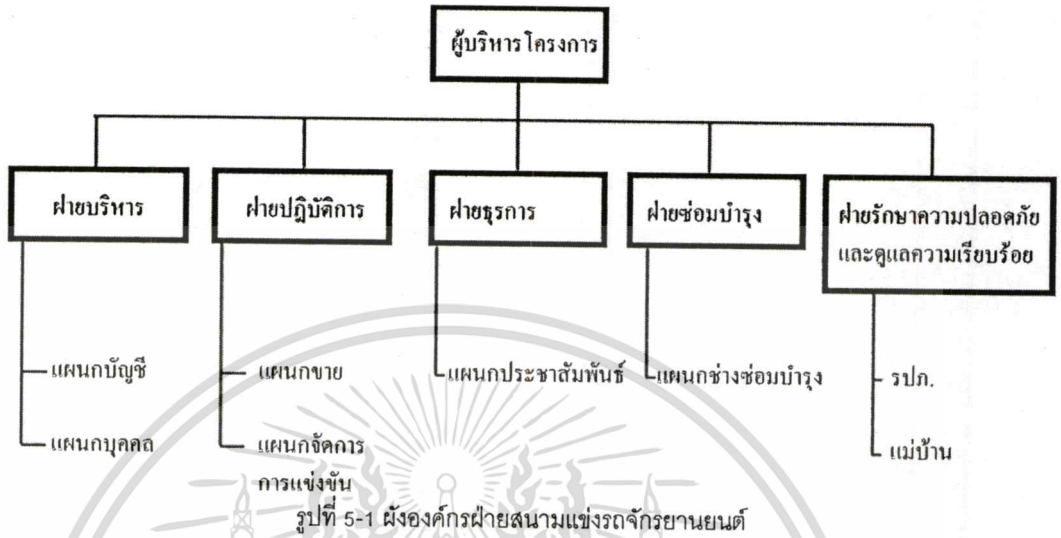 ผู้บริหารโครงการ
ฝ่ายบริหาร
ฝ่ายปฏิบัติการ
ฝ่ายธุรการ
ฝ่ายซ่อมบำรุง
ฝ่ายรักษาความปลอดภัย
และดูแลความเรียบร้อย
แผนกบัญชี
แผนกบุคคล
แผนกขาย
แผนกจัดการ
การแข่งขัน
แผนกประชาสัมพันธ์
แผนกช่างซ่อมบำรุง
รปภ.
แม่บ้าน
รูปที่ 5-1 ผังองค์กรฝ่ายสนามแข่งรถจักรยานยนต์